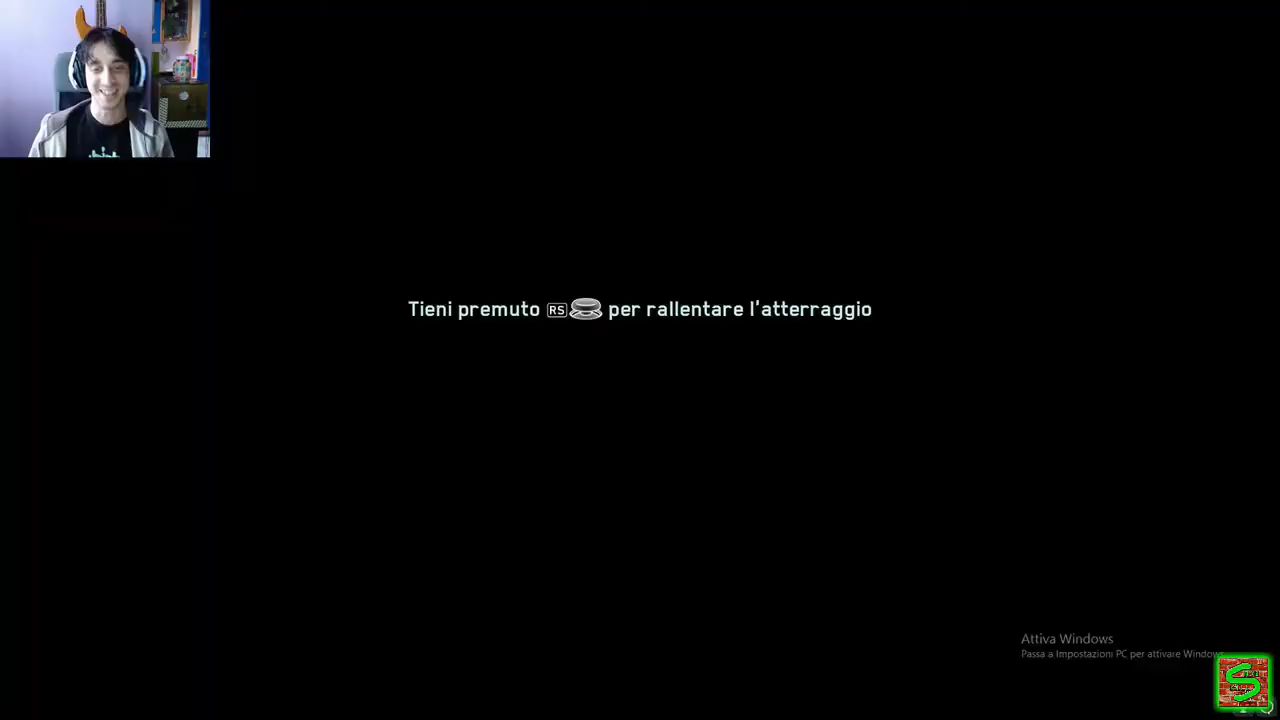 Tieni premuto RS per rallentare l'atterraggio
Attiva Windows
Passa a Impostazioni PC per attivare Windows.
S